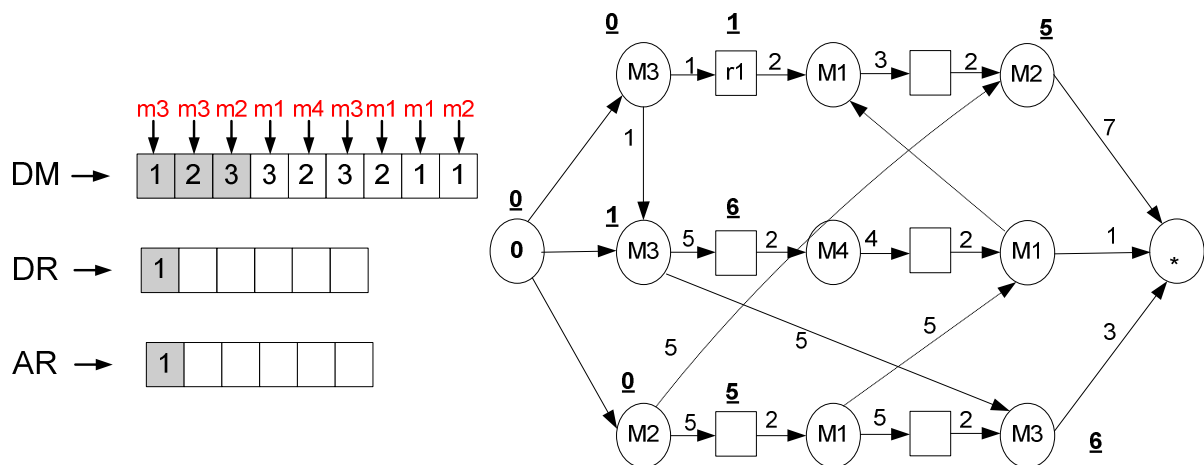 m3 m3 m2 m1 m4 m3 m1 m1 m2
DM 1 2 3 3 2 3 2 1 1
DR 1
AR 1
0 1 5
M3 1 r1 2 M1 3 2 M2
1 7
0 1 6
0 M3 5 2 M4 4 2 M1 1 *
5 5 5 3
0 5
M2 5 2 M1 5 2 M3
6